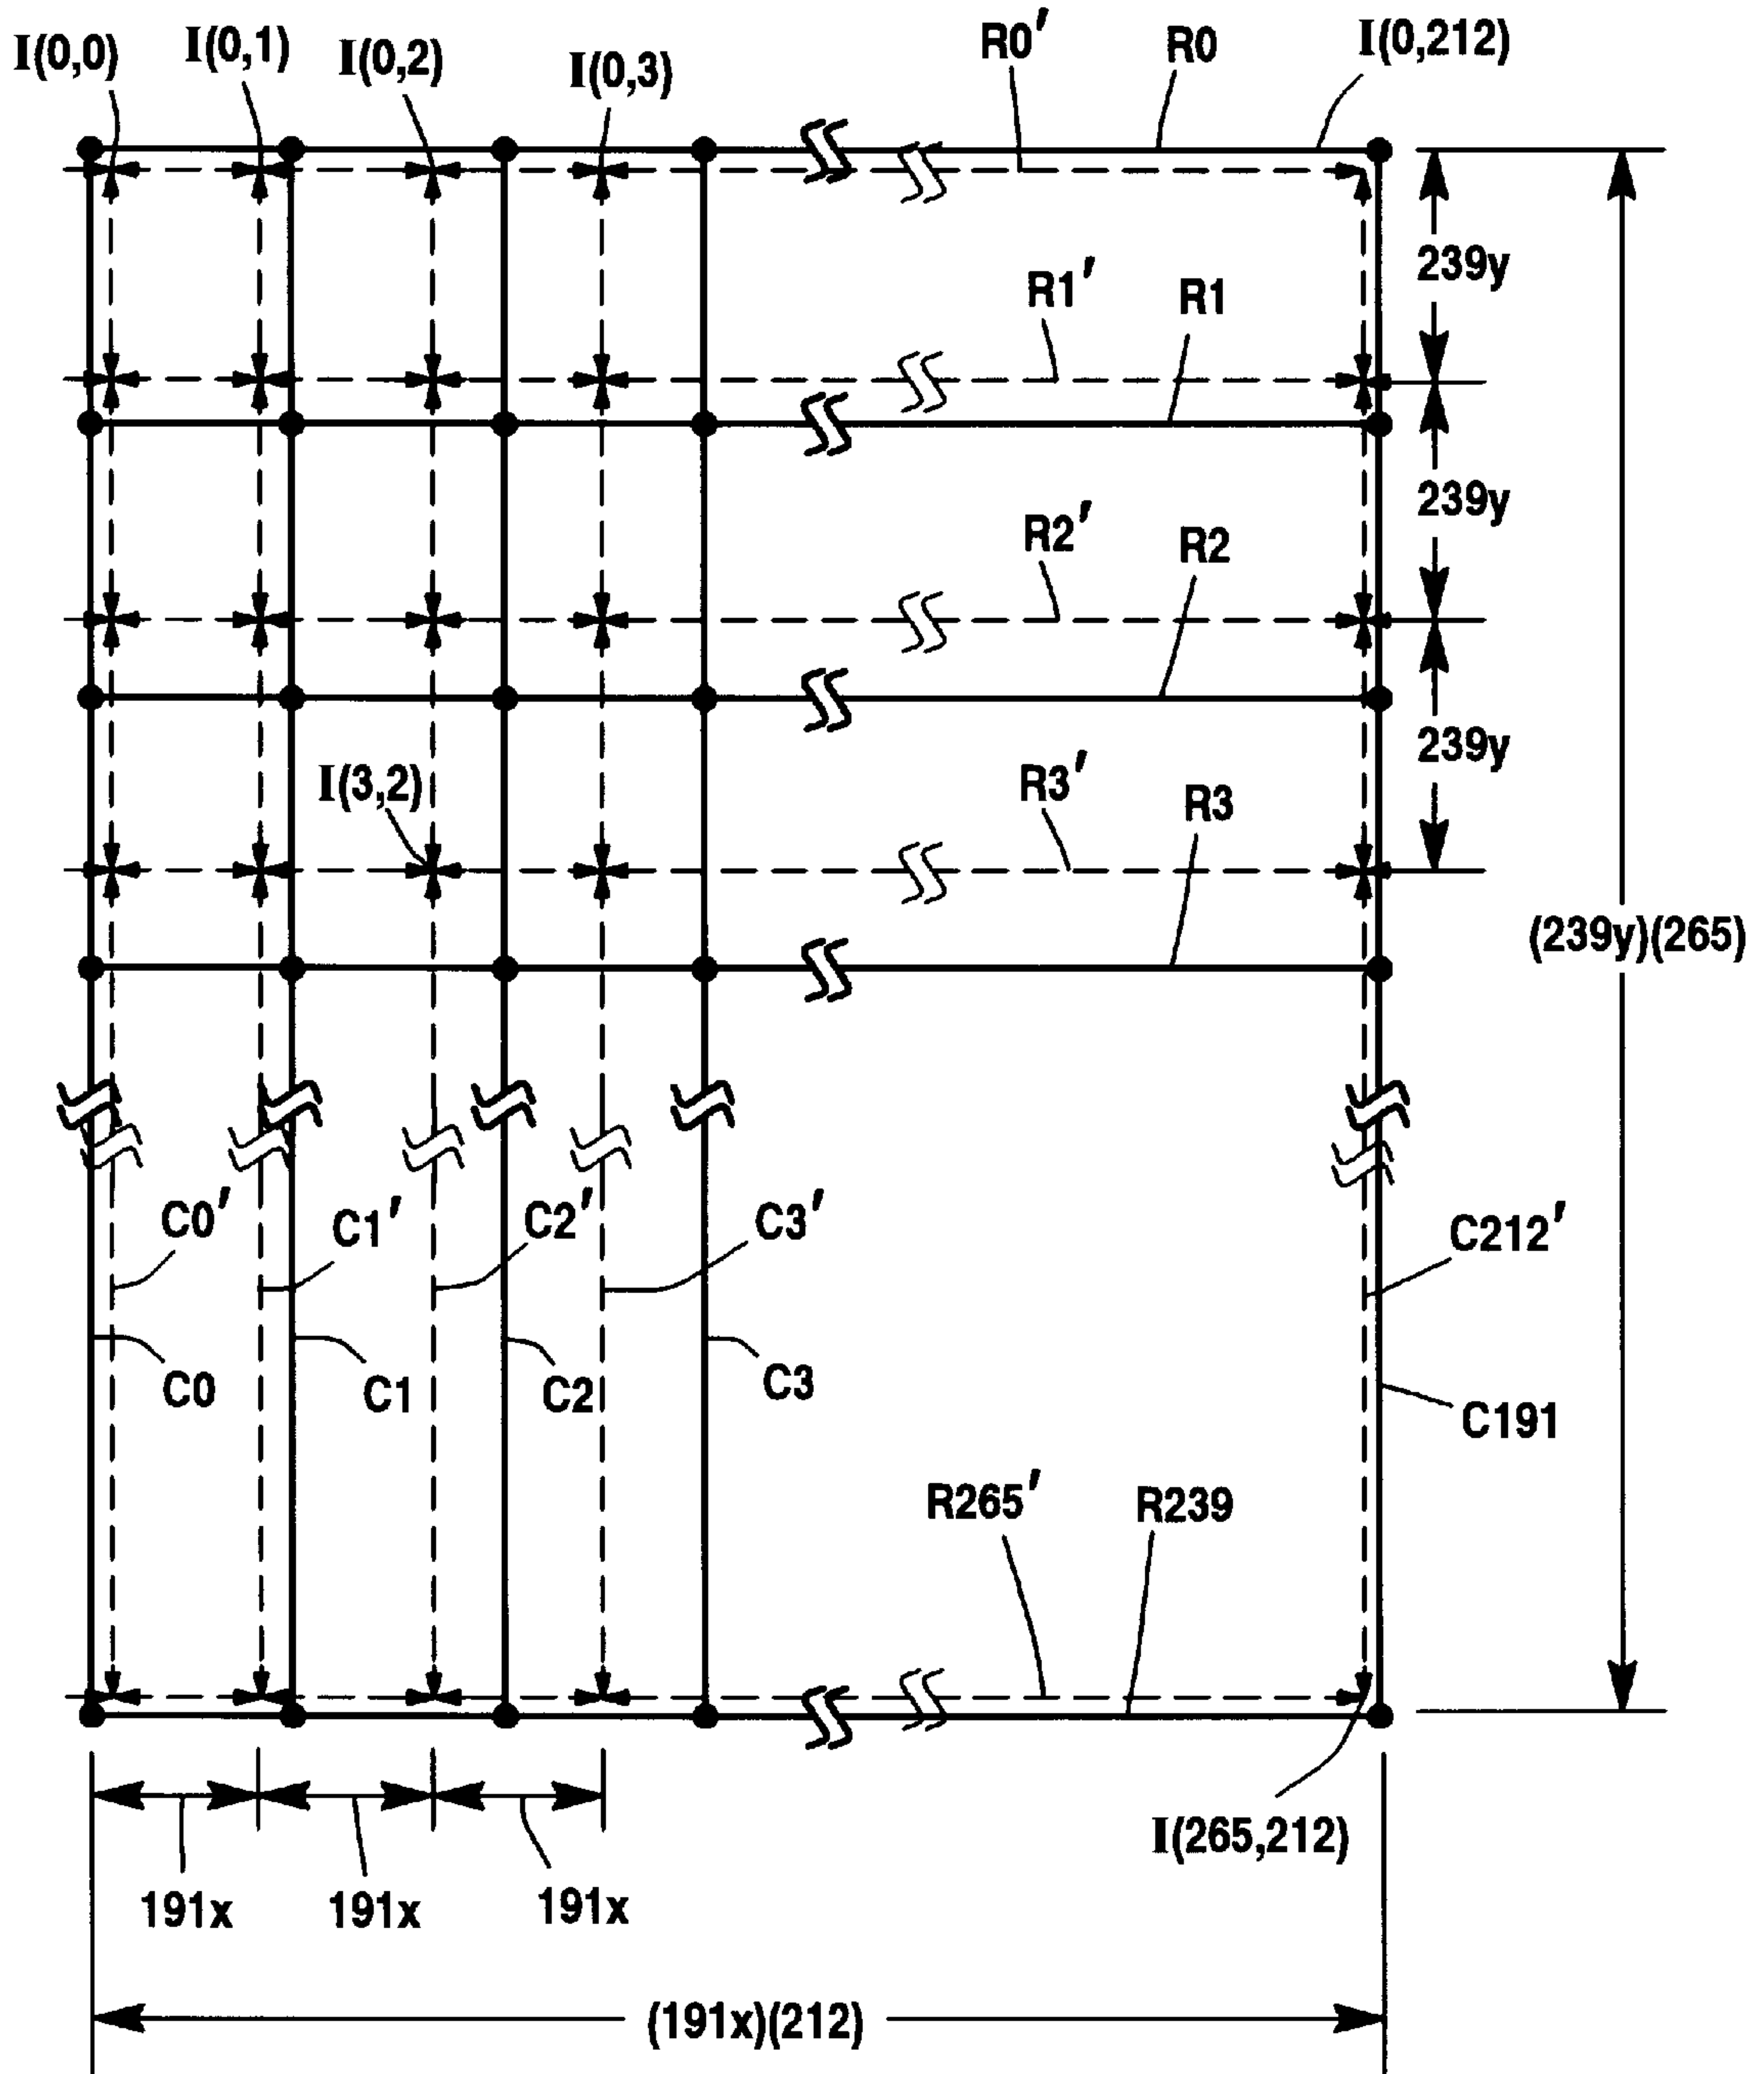 I(0,0) I(0,1) I(0,2) I(0,3) R0′ R0 I(0,212)
239y
R1′ R1
239y
R2′ R2
239y
I(3,2) R3′ R3
(239y)(265)
C0′ C1′ C2′ C3′ C212′
C0 C1 C2 C3 C191
R265′ R239
I(265,212)
191x 191x 191x
(191x)(212)